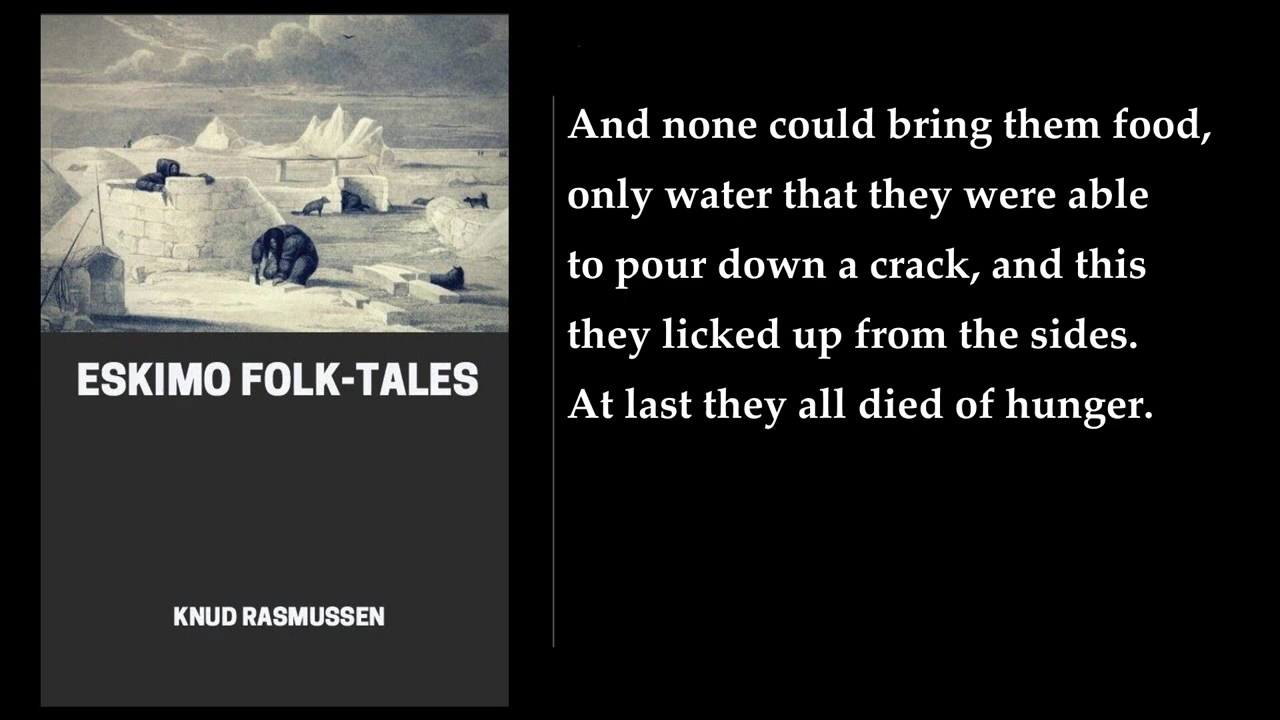 ESKIMO FOLK-TALES
KNUD RASMUSSEN
And none could bring them food,
only water that they were able
to pour down a crack, and this
they licked up from the sides.
At last they all died of hunger.